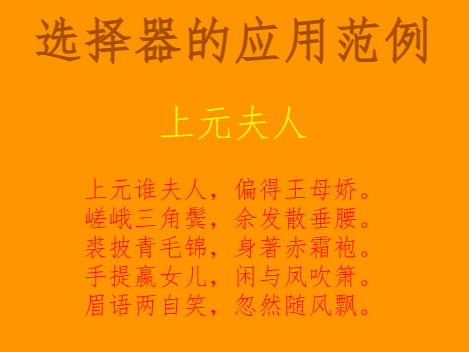 选择器的应用范例
上元夫人
上元谁夫人，偏得王母娇。
嵯峨三角鬓，余发散垂腰。
裘披青毛锦，身著赤霜袍。
手提嬴女儿，闲与凤吹箫。
眉语两自笑，忽然随风飘。